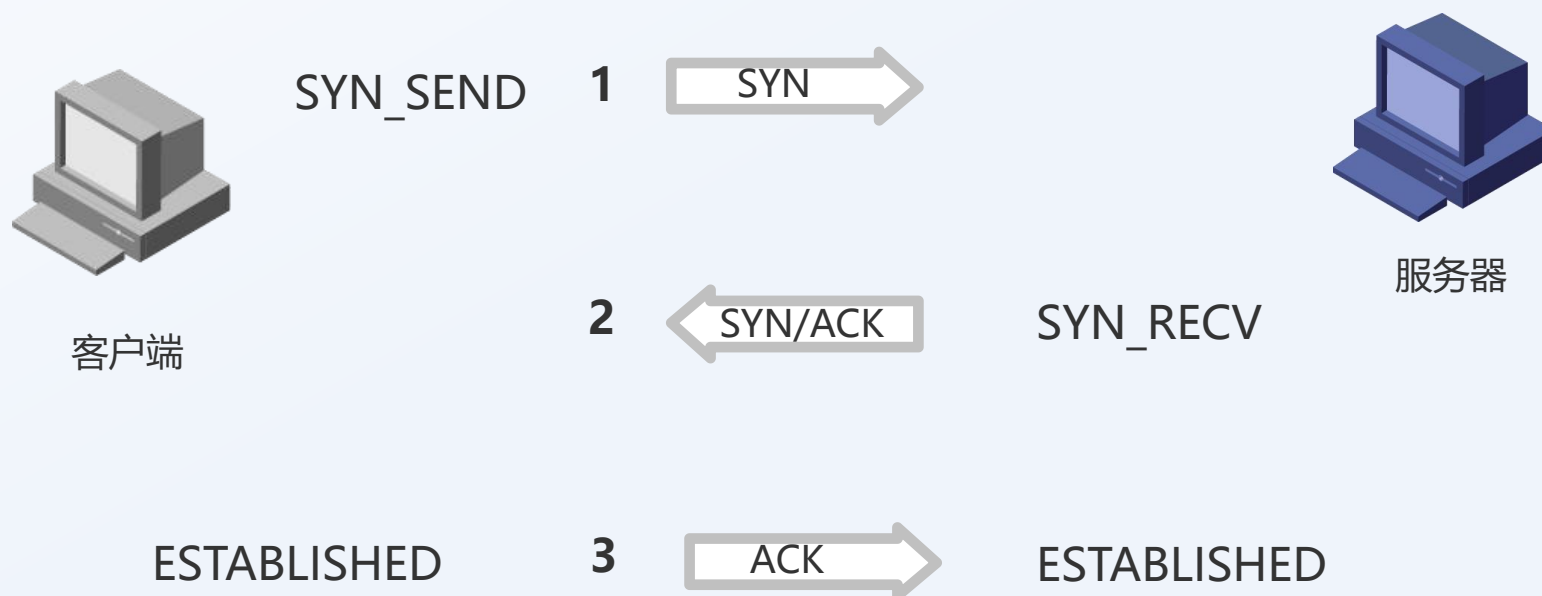 SYN_SEND 1 SYN
服务器
2 SYN/ACK SYN_RECV
客户端
ESTABLISHED 3 ACK ESTABLISHED